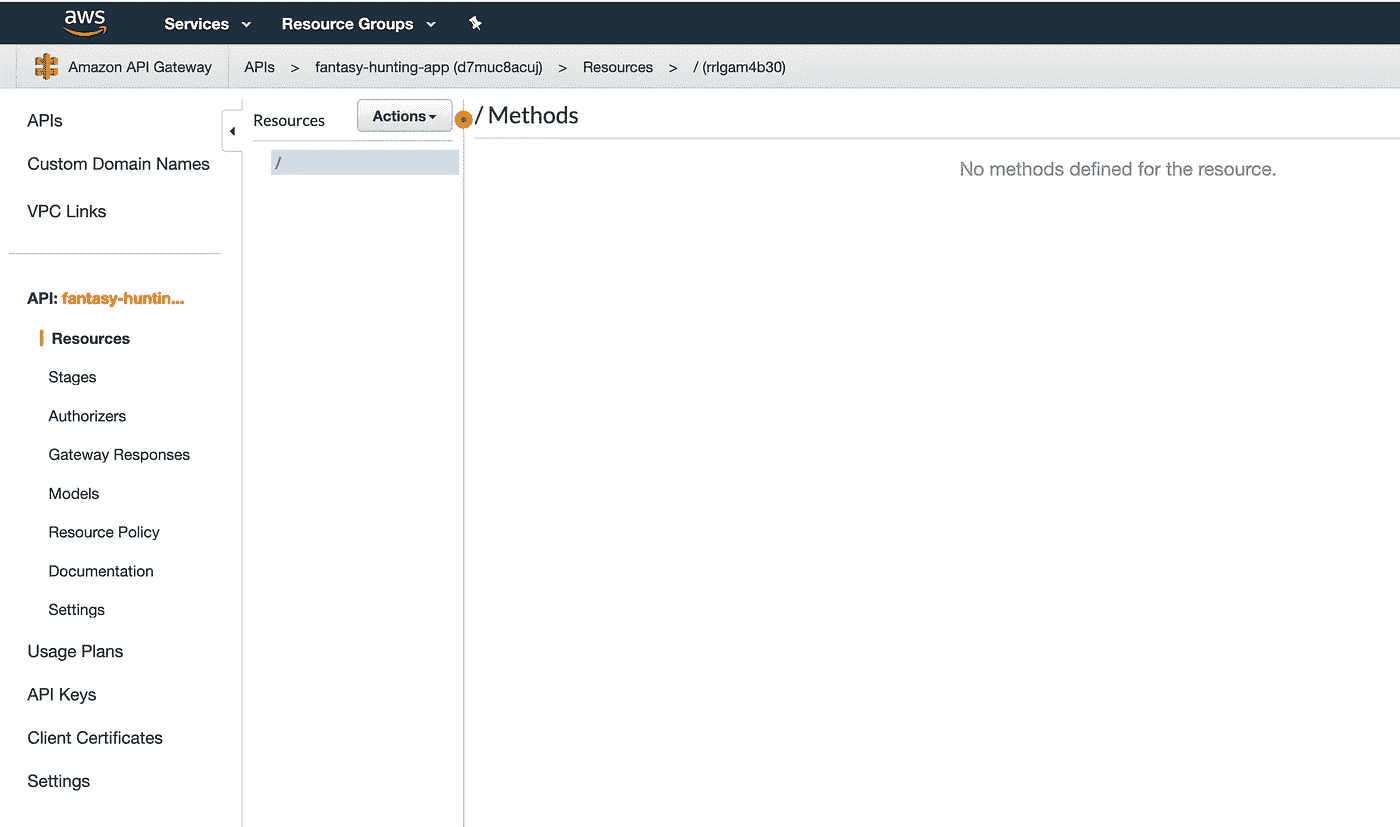 aws Services Resource Groups
Amazon API Gateway APIs > fantasy-hunting-app (d7muc8acuj) > Resources > / (rrlgam4b30)
APIs
Custom Domain Names
VPC Links
API: fantasy-huntin...
Resources
Stages
Authorizers
Gateway Responses
Models
Resource Policy
Documentation
Settings
Usage Plans
API Keys
Client Certificates
Settings
Resources Actions
/
/ Methods
No methods defined for the resource.